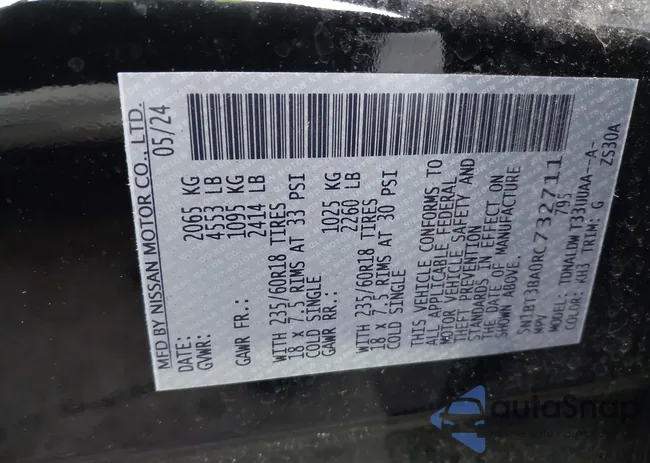 MFD BY NISSAN MOTOR CO., LTD.
DATE: 05/24
GVWR: 2065 KG
4553 LB
GAWR FR.: 1095 KG
2414 LB
WITH 235/60R18 TIRES
18 x 7.5 RIMS AT 33 PSI
COLD SINGLE
GAWR RR.: 1025 KG
2260 LB
WITH 235/60R18 TIRES
18 x 7.5 RIMS AT 30 PSI
COLD SINGLE
THIS VEHICLE CONFORMS TO
ALL APPLICABLE FEDERAL
MOTOR VEHICLE SAFETY AND
THEFT PREVENTION
STANDARDS IN EFFECT ON
THE DATE OF MANUFACTURE
SHOWN ABOVE.
5N1BT3BA0RC732711
MPV 795
MODEL: TDNALDW T33UUAA--A-
COLOR: KH3 TRIM: G ZS30A
autoSnap